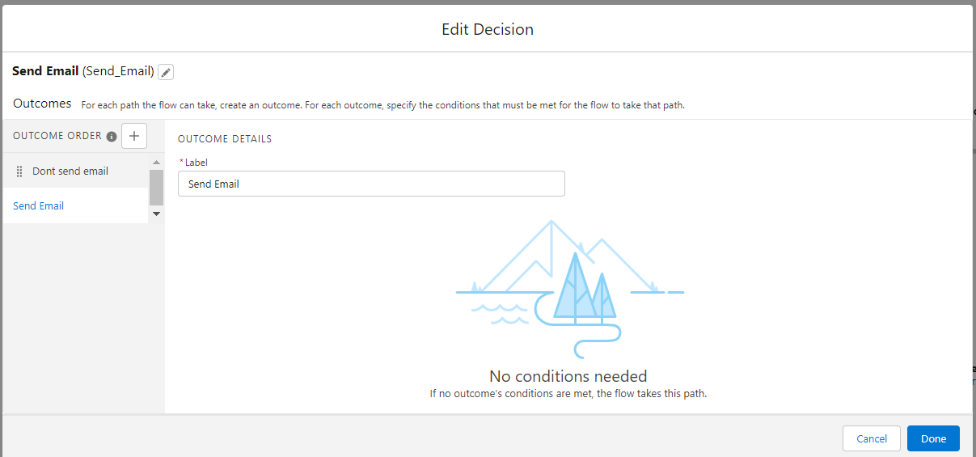 Edit Decision
Send Email (Send_Email)
Outcomes For each path the flow can take, create an outcome. For each outcome, specify the conditions that must be met for the flow to take that path.
OUTCOME ORDER
OUTCOME DETAILS
* Label
Dont send email
Send Email
Send Email
No conditions needed
If no outcome's conditions are met, the flow takes this path.
Cancel
Done